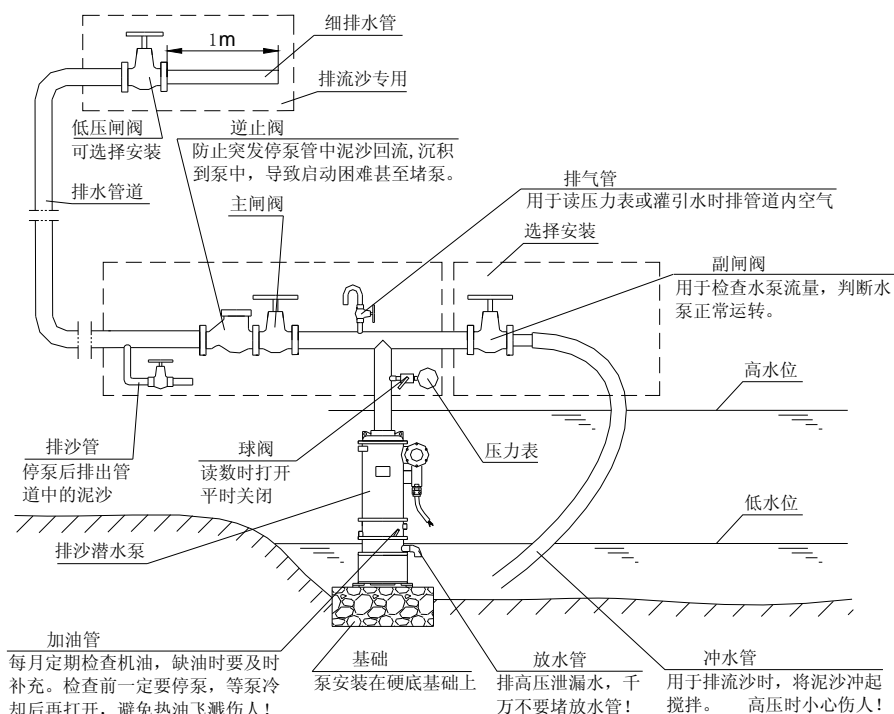 1m
细排水管
排流沙专用
低压闸阀
可选择安装
逆止阀
防止突发停泵管中泥沙回流,沉积
到泵中，导致启动困难甚至堵泵。
排水管道
主闸阀
排气管
用于读压力表或灌引水时排管道内空气
选择安装
副闸阀
用于检查水泵流量，判断水
泵正常运转。
高水位
排沙管
停泵后排出管
道中的泥沙
球阀
读数时打开
平时关闭
压力表
低水位
排沙潜水泵
加油管
每月定期检查机油，缺油时要及时
补充。检查前一定要停泵，等泵冷
却后再打开，避免热油飞溅伤人！
基础
泵安装在硬底基础上
放水管
排高压泄漏水，千
万不要堵放水管！
冲水管
用于排流沙时，将泥沙冲起
搅拌。 高压时小心伤人！